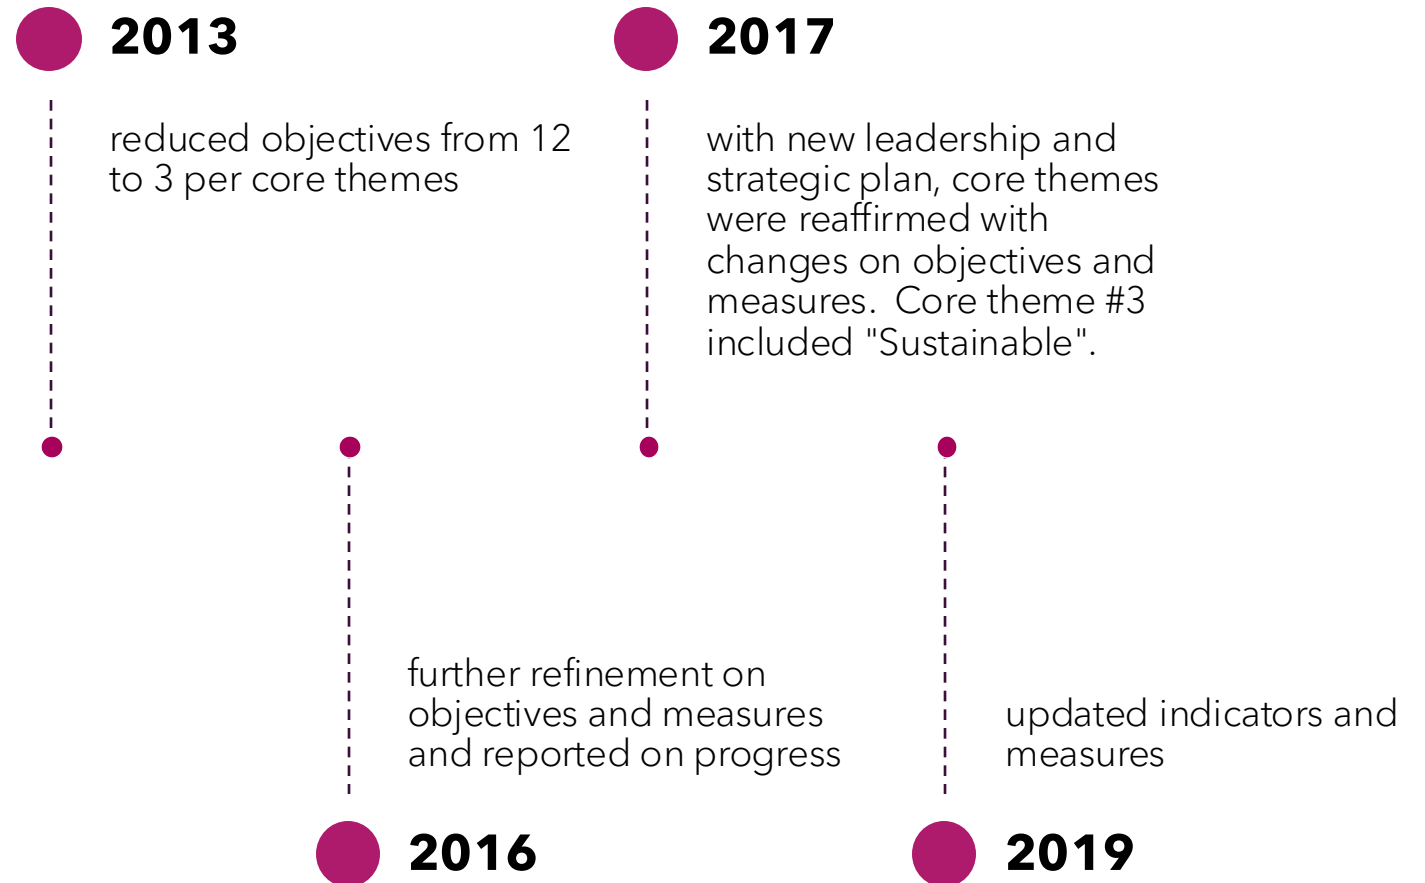 2013
reduced objectives from 12
to 3 per core themes
2016
further refinement on
objectives and measures
and reported on progress
2017
with new leadership and
strategic plan, core themes
were reaffirmed with
changes on objectives and
measures.  Core theme #3
included "Sustainable".
2019
updated indicators and
measures